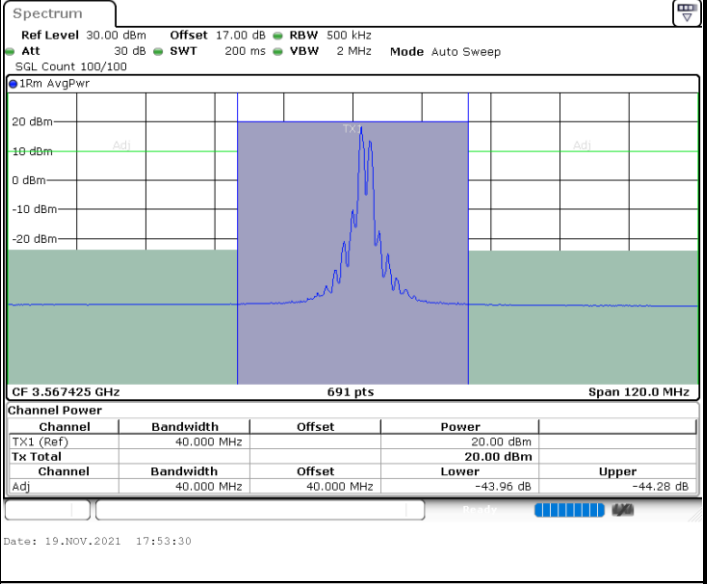 Spectrum
Ref Level 30.00 dBm Offset 17.00 dB RBW 500 kHz
Att 30 dB SWT 200 ms VBW 2 MHz Mode Auto Sweep
SGL Count 100/100
1Rm AvgPwr
20 dBm
TX1
Adj
Adj
10 dBm
0 dBm
-10 dBm
-20 dBm
CF 3.567425 GHz 691 pts Span 120.0 MHz
Channel Power
Channel Bandwidth Offset Power
TX1 (Ref) 40.000 MHz 20.00 dBm
Tx Total 20.00 dBm
Channel Bandwidth Offset Lower Upper
Adj 40.000 MHz 40.000 MHz -43.96 dB -44.28 dB
Ready
Date: 19.NOV.2021 17:53:30